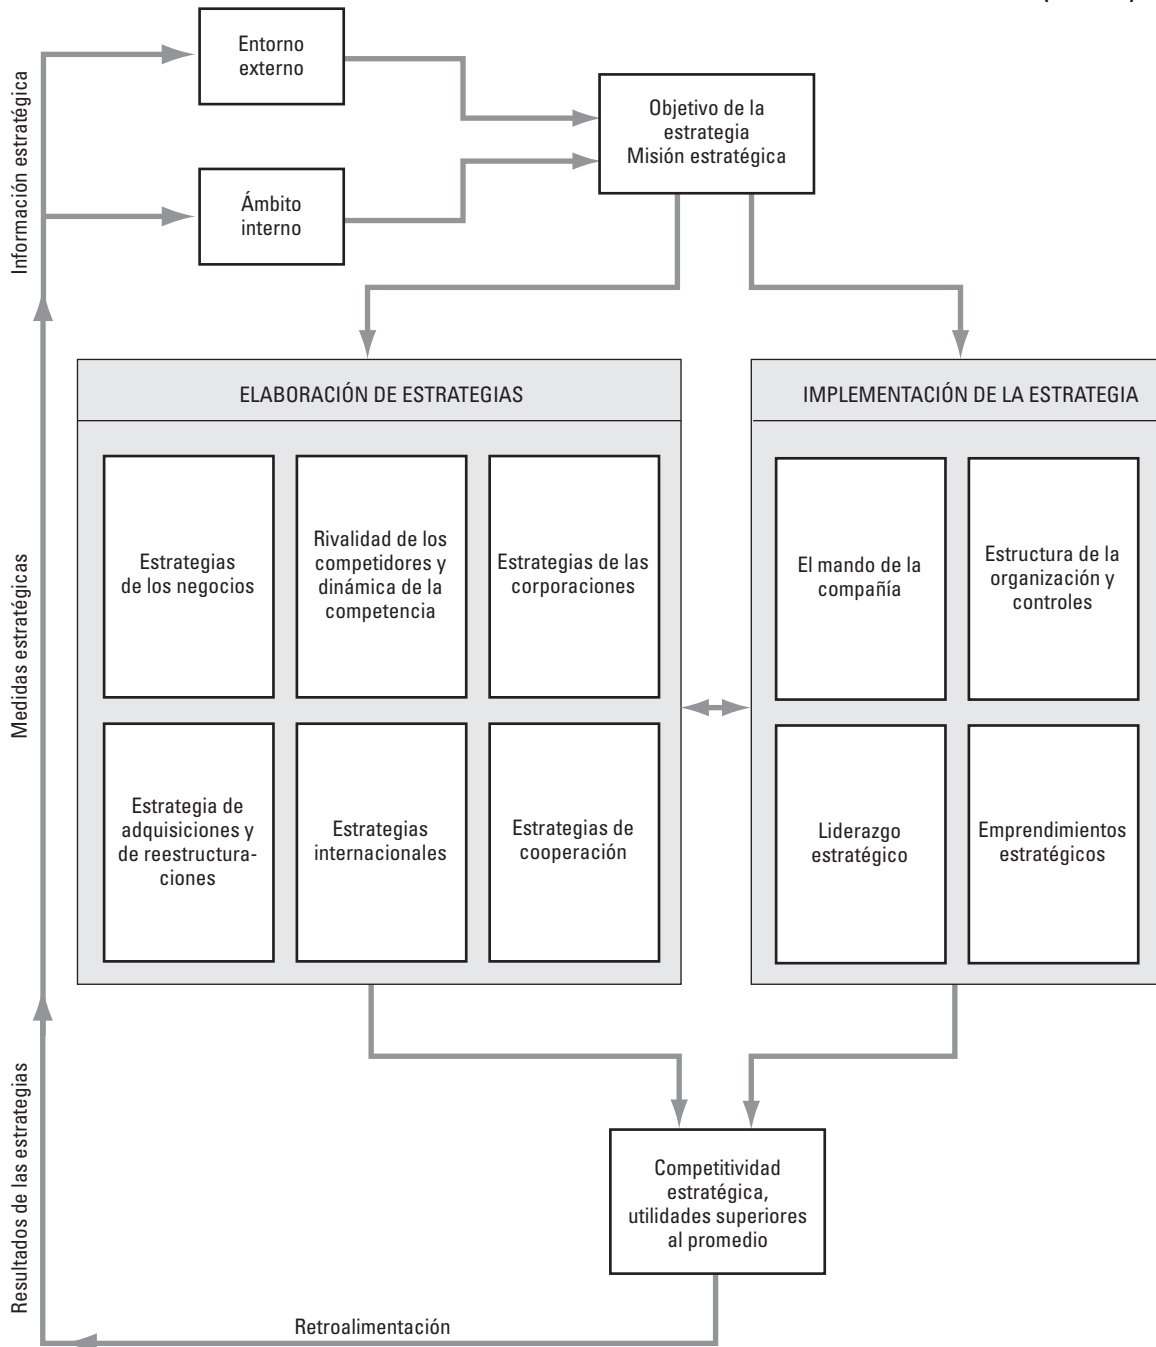 Entorno
externo
Objetivo de la
estrategia
Misión estratégica
Ámbito
interno
Información estratégica
ELABORACIÓN DE ESTRATEGIAS
Estrategias
de los negocios
Rivalidad de los
competidores y
dinámica de la
competencia
Estrategias de las
corporaciones
Estrategia de
adquisiciones y
de reestructura-
ciones
Estrategias
internacionales
Estrategias de
cooperación
IMPLEMENTACIÓN DE LA ESTRATEGIA
El mando de la
compañía
Estructura de la
organización y
controles
Liderazgo
estratégico
Emprendimientos
estratégicos
Medidas estratégicas
Competitividad
estratégica,
utilidades superiores
al promedio
Resultados de las estrategias
Retroalimentación